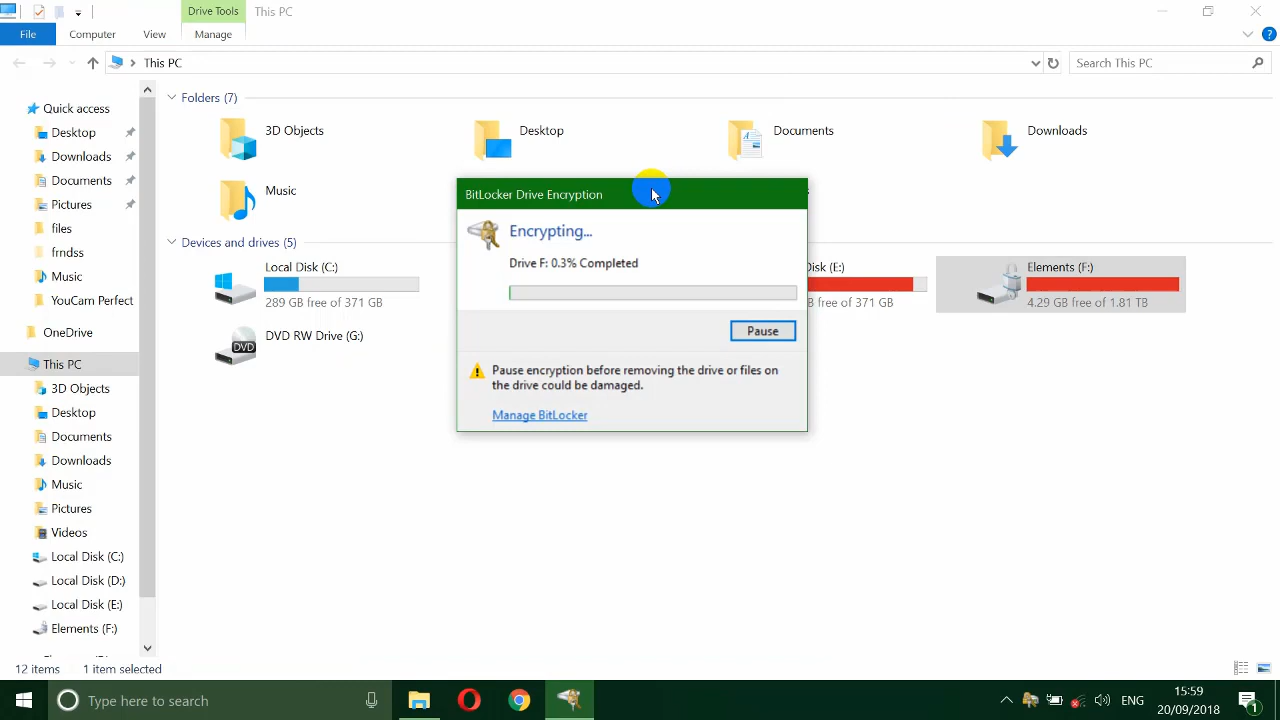 Drive Tools
This PC
File
Computer
View
Manage
This PC
Search This PC
Quick access
Desktop
Downloads
Documents
Pictures
files
frndss
Music
YouCam Perfect
OneDrive
This PC
3D Objects
Desktop
Documents
Downloads
Music
Pictures
Videos
Local Disk (C:)
Local Disk (D:)
Local Disk (E:)
Elements (F:)
Folders (7)
3D Objects
Desktop
Documents
Downloads
Music
Devices and drives (5)
Local Disk (C:)
289 GB free of 371 GB
Disk (E:)
free of 371 GB
Elements (F:)
4.29 GB free of 1.81 TB
DVD RW Drive (G:)
DVD
BitLocker Drive Encryption
Encrypting...
Drive F: 0.3% Completed
Pause
Pause encryption before removing the drive or files on
the drive could be damaged.
Manage BitLocker
12 items
1 item selected
Type here to search
ENG
15:59
20/09/2018
1